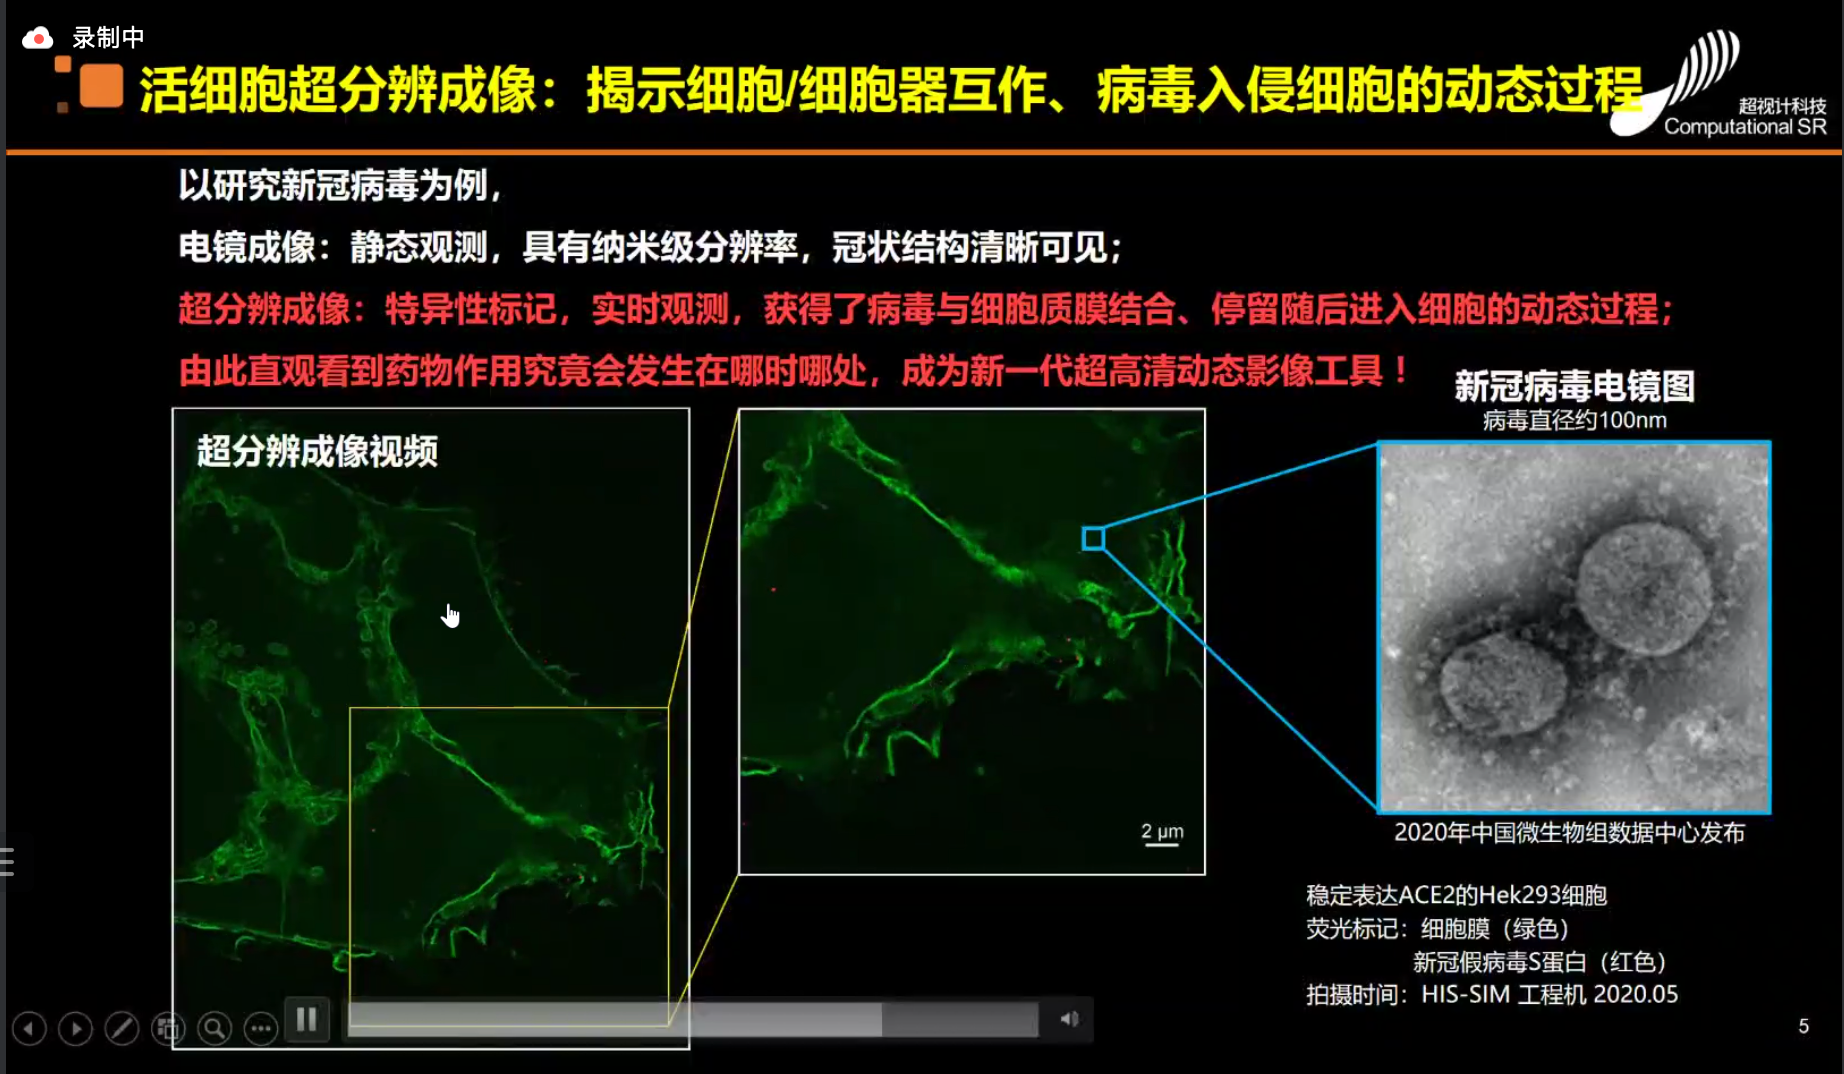 录制中
活细胞超分辨成像：揭示细胞/细胞器互作、病毒入侵细胞的动态过程
超视计科技
Computational SR
以研究新冠病毒为例，
电镜成像：静态观测，具有纳米级分辨率，冠状结构清晰可见；
超分辨成像：特异性标记，实时观测，获得了病毒与细胞质膜结合、停留随后进入细胞的动态过程；
由此直观看到药物作用究竟会发生在哪时哪处，成为新一代超高清动态影像工具！
超分辨成像视频
2 μm
新冠病毒电镜图
病毒直径约100nm
2020年中国微生物组数据中心发布
稳定表达ACE2的Hek293细胞
荧光标记：细胞膜（绿色）
新冠假病毒S蛋白（红色）
拍摄时间：HIS-SIM 工程机 2020.05
5